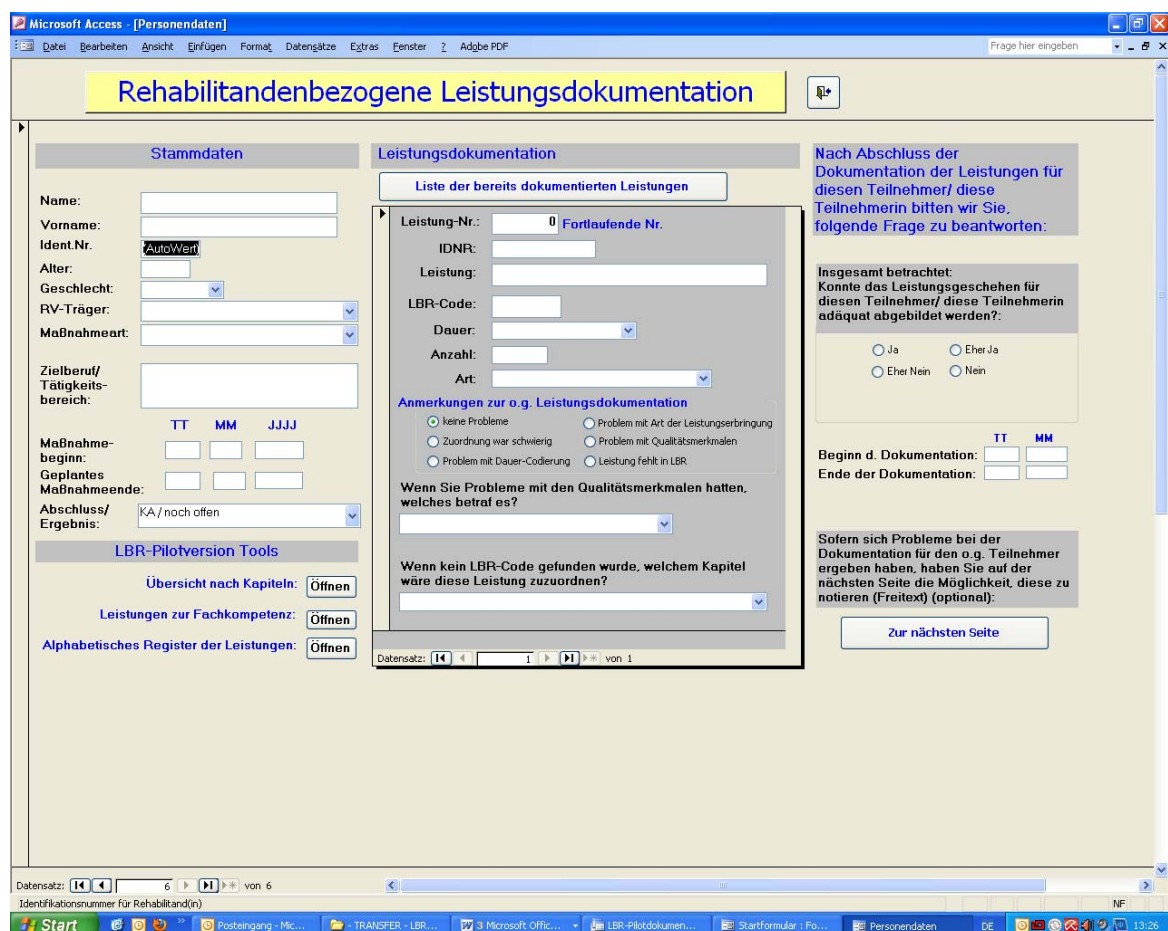 Microsoft Access - [Personendaten]
Datei Bearbeiten Ansicht Einfügen Format Datensätze Extras Fenster ? Adobe PDF
Frage hier eingeben
Rehabilitandenbezogene Leistungsdokumentation
Stammdaten
Name:
Vorname:
Ident.Nr.
(AutoWert)
Alter:
Geschlecht:
RV-Träger:
Maßnahmeart:
Zielberuf/
Tätigkeits-
bereich:
TT MM JJJJ
Maßnahme-
beginn:
Geplantes
Maßnahmeende:
Abschluss/
Ergebnis:
KA / noch offen
LBR-Pilotversion Tools
Übersicht nach Kapiteln: Öffnen
Leistungen zur Fachkompetenz: Öffnen
Alphabetisches Register der Leistungen: Öffnen
Leistungsdokumentation
Liste der bereits dokumentierten Leistungen
Leistung-Nr.: 0 Fortlaufende Nr.
IDNR:
Leistung:
LBR-Code:
Dauer:
Anzahl:
Art:
Anmerkungen zur o.g. Leistungsdokumentation
keine Probleme
Problem mit Art der Leistungserbringung
Zuordnung war schwierig
Problem mit Qualitätsmerkmalen
Problem mit Dauer-Codierung
Leistung fehlt in LBR
Wenn Sie Probleme mit den Qualitätsmerkmalen hatten,
welches betraf es?
Wenn kein LBR-Code gefunden wurde, welchem Kapitel
wäre diese Leistung zuzuordnen?
Datensatz: 1 von 1
Nach Abschluss der
Dokumentation der Leistungen für
diesen Teilnehmer/ diese
Teilnehmerin bitten wir Sie,
folgende Frage zu beantworten:
Insgesamt betrachtet:
Konnte das Leistungsgeschehen für
diesen Teilnehmer/ diese Teilnehmerin
adäquat abgebildet werden?:
Ja Eher Ja
Eher Nein Nein
TT MM
Beginn d. Dokumentation:
Ende der Dokumentation:
Sofern sich Probleme bei der
Dokumentation für den o.g. Teilnehmer
ergeben haben, haben Sie auf der
nächsten Seite die Möglichkeit, diese zu
notieren (Freitext) (optional):
Zur nächsten Seite
Datensatz: 6 von 6
Identifikationsnummer für Rehabilitand(in)
NF
Start
Posteingang - Mic...
- TRANSFER - LBR...
3 Microsoft Offic...
LBR-Pilotdokumen...
Startformular : Fo...
Personendaten
DE
13:26